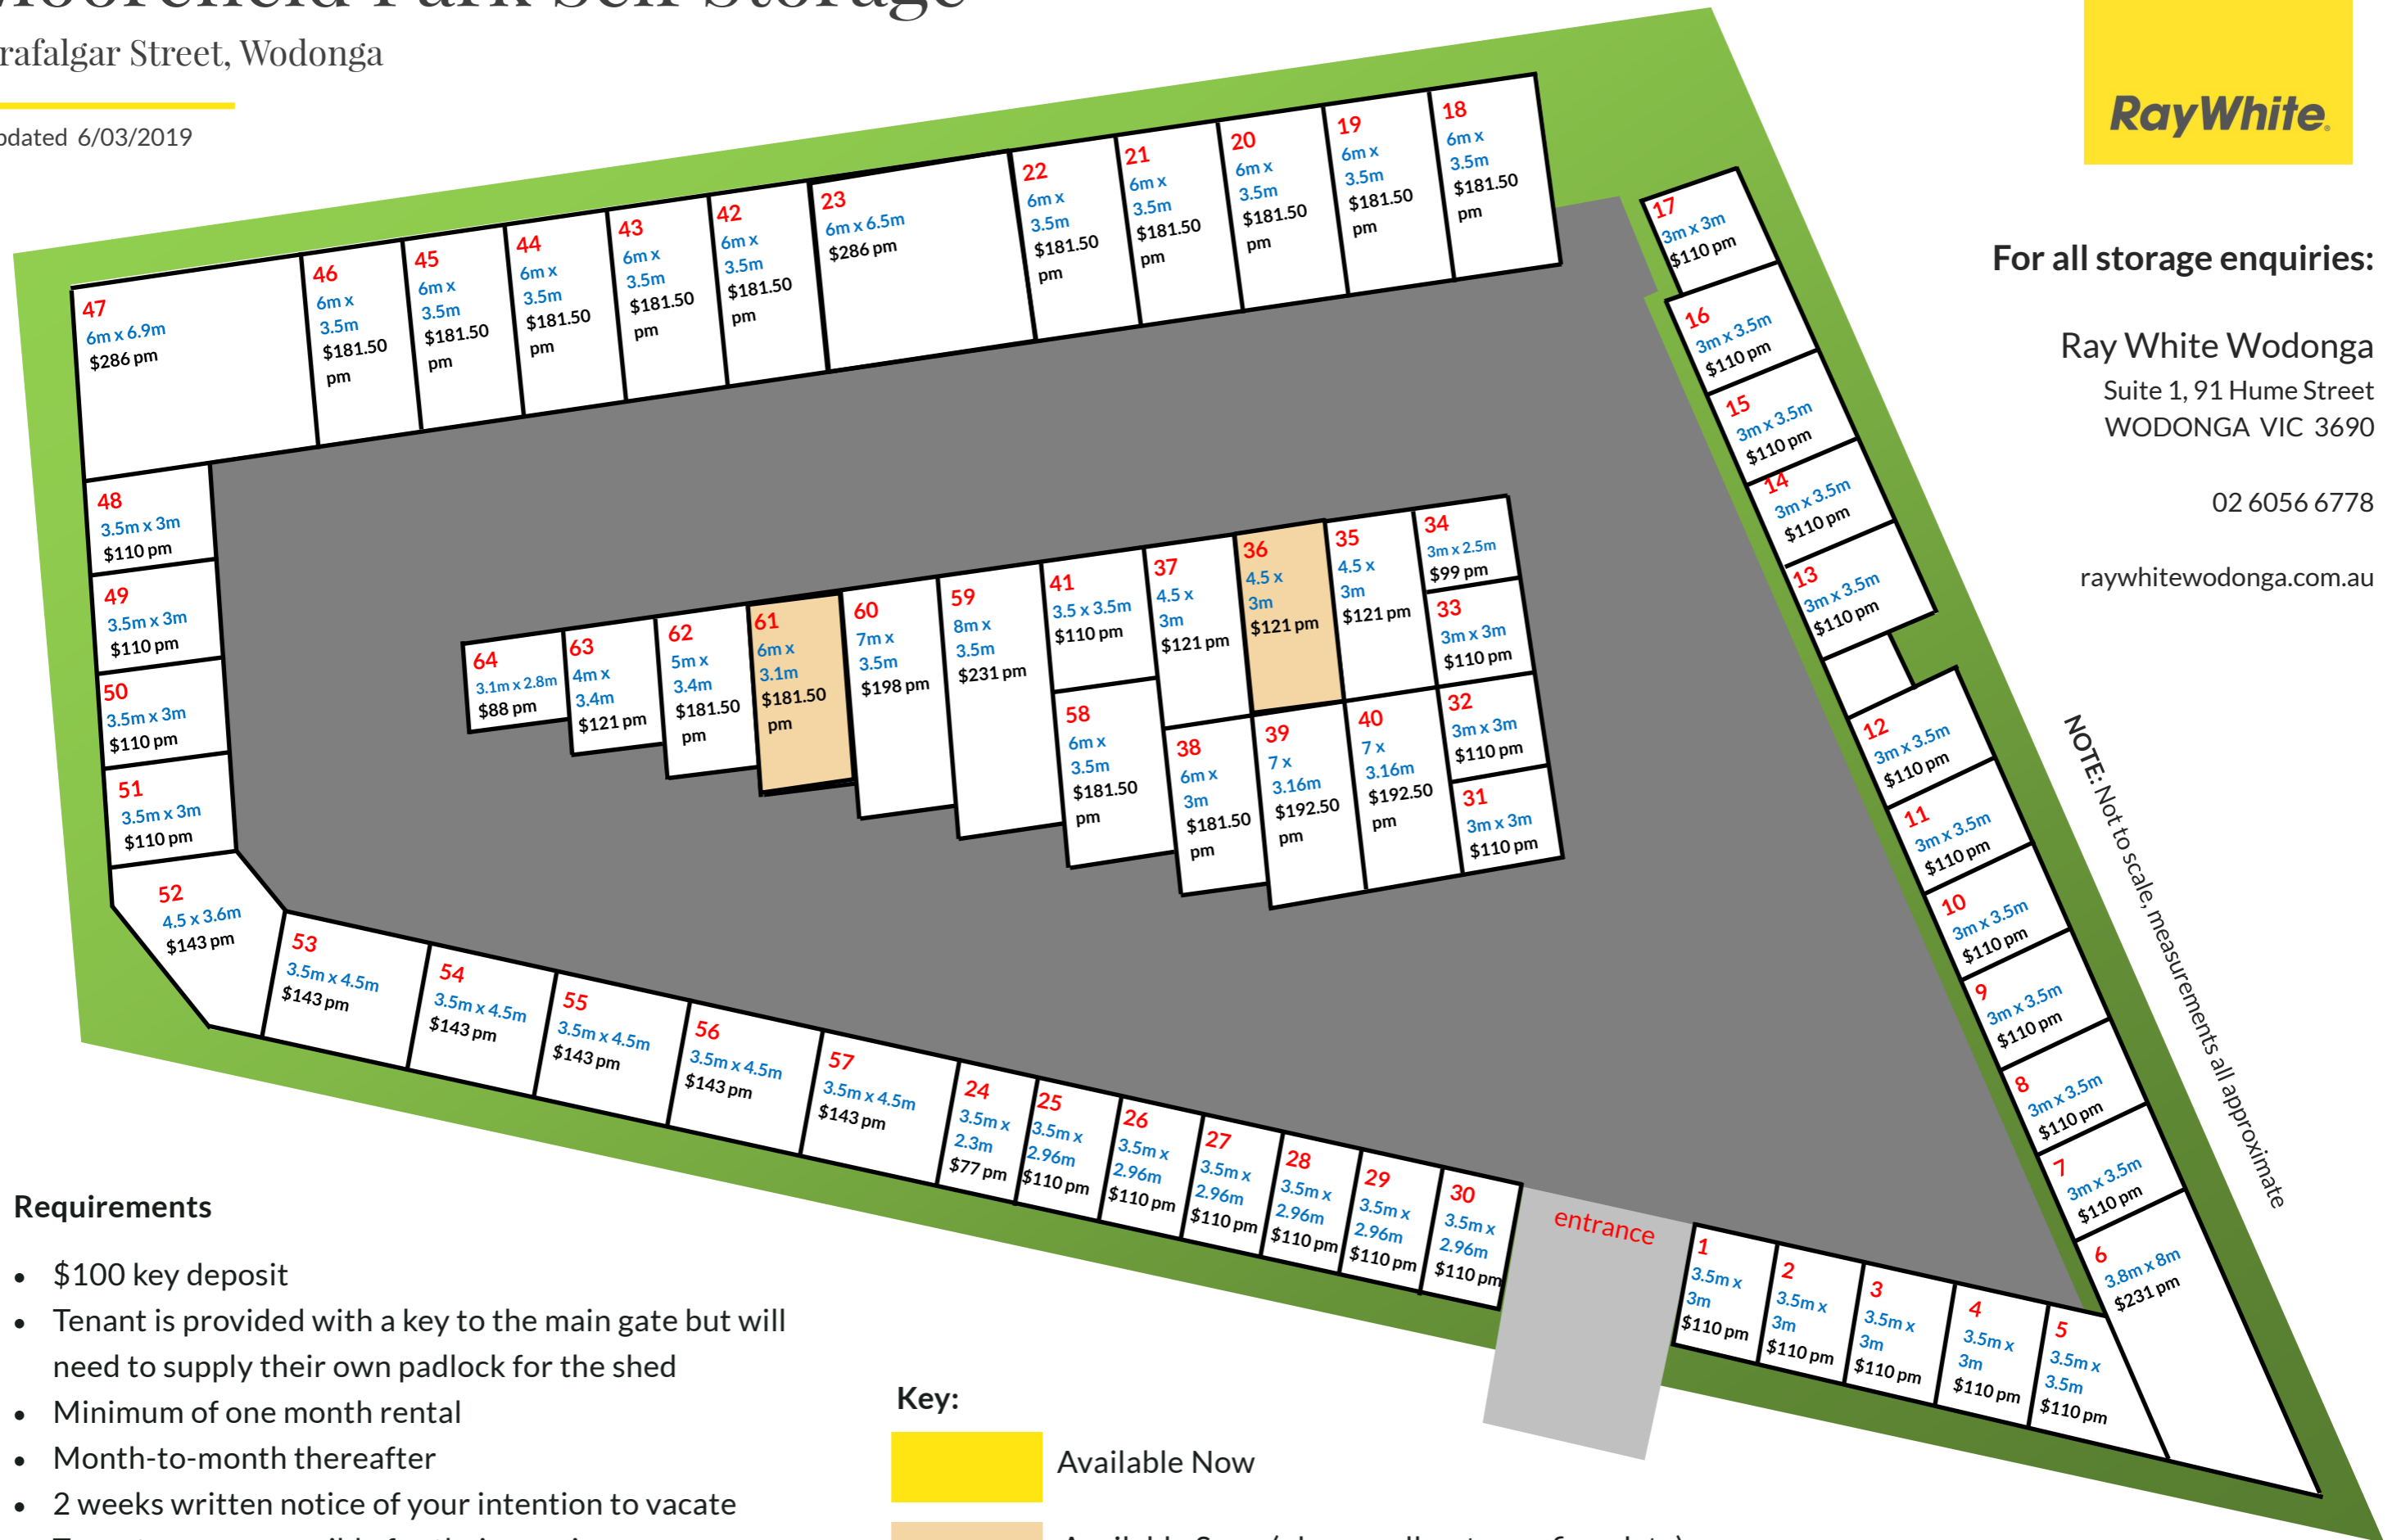 Park Self Storage
Trafalgar Street, Wodonga
updated 6/03/2019
RayWhite.
For all storage enquiries:
Ray White Wodonga
Suite 1, 91 Hume Street
WODONGA VIC 3690
02 6056 6778
raywhitewodonga.com.au
47
6m x 6.9m
$286 pm
46
6m x
3.5m
$181.50
pm
45
6m x
3.5m
$181.50
pm
44
6m x
3.5m
$181.50
pm
43
6m x
3.5m
$181.50
pm
42
6m x
3.5m
$181.50
pm
23
6m x 6.5m
$286 pm
22
6m x
3.5m
$181.50
pm
21
6m x
3.5m
$181.50
pm
20
6m x
3.5m
$181.50
pm
19
6m x
3.5m
$181.50
pm
18
6m x
3.5m
$181.50
pm
17
3m x 3m
$110 pm
16
3m x 3.5m
$110 pm
15
3m x 3.5m
$110 pm
14
3m x 3.5m
$110 pm
13
3m x 3.5m
$110 pm
12
3m x 3.5m
$110 pm
11
3m x 3.5m
$110 pm
10
3m x 3.5m
$110 pm
9
3m x 3.5m
$110 pm
8
3m x 3.5m
$110 pm
7
3m x 3.5m
$110 pm
6
3.8m x 8m
$231 pm
NOTE: Not to scale, measurements all approximate
48
3.5m x 3m
$110 pm
49
3.5m x 3m
$110 pm
50
3.5m x 3m
$110 pm
51
3.5m x 3m
$110 pm
52
4.5 x 3.6m
$143 pm
64
3.1m x 2.8m
$88 pm
63
4m x
3.4m
$121 pm
62
5m x
3.4m
$181.50
pm
61
6m x
3.1m
$181.50
pm
60
7m x
3.5m
$198 pm
59
8m x
3.5m
$231 pm
41
3.5 x 3.5m
$110 pm
58
6m x
3.5m
$181.50
pm
37
4.5 x
3m
$121 pm
38
6m x
3m
$181.50
pm
36
4.5 x
3m
$121 pm
39
7 x
3.16m
$192.50
pm
35
4.5 x
3m
$121 pm
40
7 x
3.16m
$192.50
pm
34
3m x 2.5m
$99 pm
33
3m x 3m
$110 pm
32
3m x 3m
$110 pm
31
3m x 3m
$110 pm
53
3.5m x 4.5m
$143 pm
54
3.5m x 4.5m
$143 pm
55
3.5m x 4.5m
$143 pm
56
3.5m x 4.5m
$143 pm
57
3.5m x 4.5m
$143 pm
24
3.5m x
2.3m
$77 pm
25
3.5m x
2.96m
$110 pm
26
3.5m x
2.96m
$110 pm
27
3.5m x
2.96m
$110 pm
28
3.5m x
2.96m
$110 pm
29
3.5m x
2.96m
$110 pm
30
3.5m x
2.96m
$110 pm
entrance
1
3.5m x
3m
$110 pm
2
3.5m x
3m
$110 pm
3
3.5m x
3m
$110 pm
4
3.5m x
3m
$110 pm
5
3.5m x
3.5m
$110 pm
Requirements
• $100 key deposit
• Tenant is provided with a key to the main gate but will
need to supply their own padlock for the shed
• Minimum of one month rental
• Month-to-month thereafter
• 2 weeks written notice of your intention to vacate
Key:
Available Now